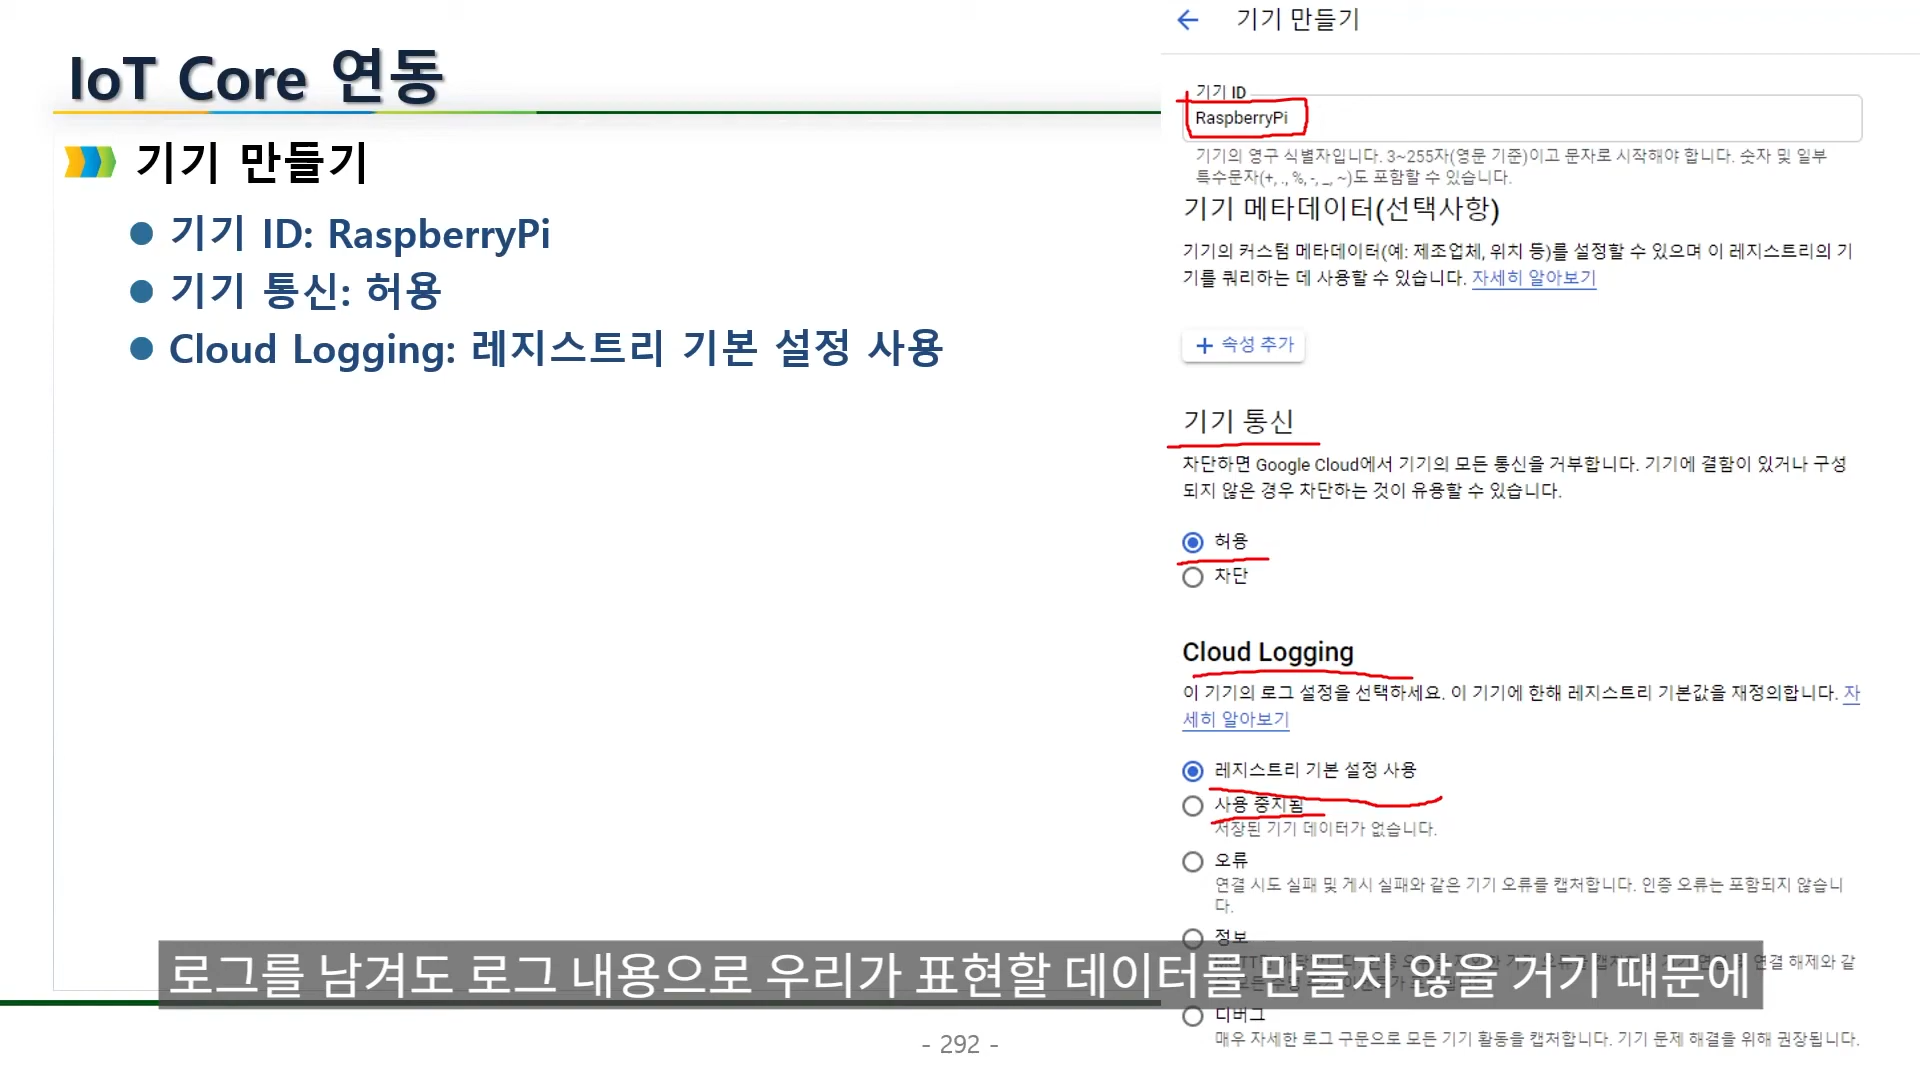 IoT Core 연동
기기 만들기
기기 ID: RaspberryPi
기기 통신: 허용
Cloud Logging: 레지스트리 기본 설정 사용
기기 만들기
기기 ID
RaspberryPi
기기의 영구 식별자입니다. 3~255자(영문 기준)이고 문자로 시작해야 합니다. 숫자 및 일부
특수문자(+, ., %, -, _, ~)도 포함할 수 있습니다.
기기 메타데이터(선택사항)
기기의 커스텀 메타데이터(예: 제조업체, 위치 등)를 설정할 수 있으며 이 레지스트리의 기
기를 쿼리하는 데 사용할 수 있습니다. 자세히 알아보기
+ 속성 추가
기기 통신
차단하면 Google Cloud에서 기기의 모든 통신을 거부합니다. 기기에 결함이 있거나 구성
되지 않은 경우 차단하는 것이 유용할 수 있습니다.
허용
차단
Cloud Logging
이 기기의 로그 설정을 선택하세요. 이 기기에 한해 레지스트리 기본값을 재정의합니다. 자
세히 알아보기
레지스트리 기본 설정 사용
사용 중지됨
저장된 기기 데이터가 없습니다.
오류
연결 시도 실패 및 게시 실패와 같은 기기 오류를 캡처합니다. 인증 오류는 포함되지 않습니
다.
정보
연결 해제와 같
로그를 남겨도 로그 내용으로 우리가 표현할 데이터를 만들지 않을 거기 때문에
디버그
매우 자세한 로그 구문으로 모든 기기 활동을 캡처합니다. 기기 문제 해결을 위해 권장됩니다.
- 292 -